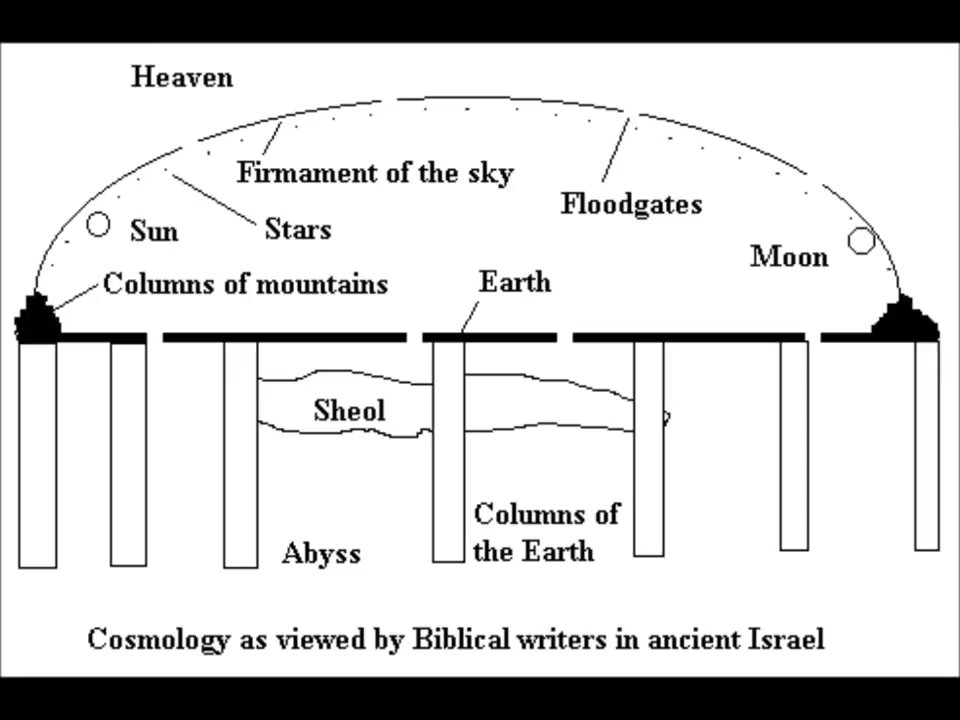 Heaven
Firmament of the sky
Floodgates
Sun
Stars
Moon
Columns of mountains
Earth
Sheol
Columns of
the Earth
Abyss
Cosmology as viewed by Biblical writers in ancient Israel